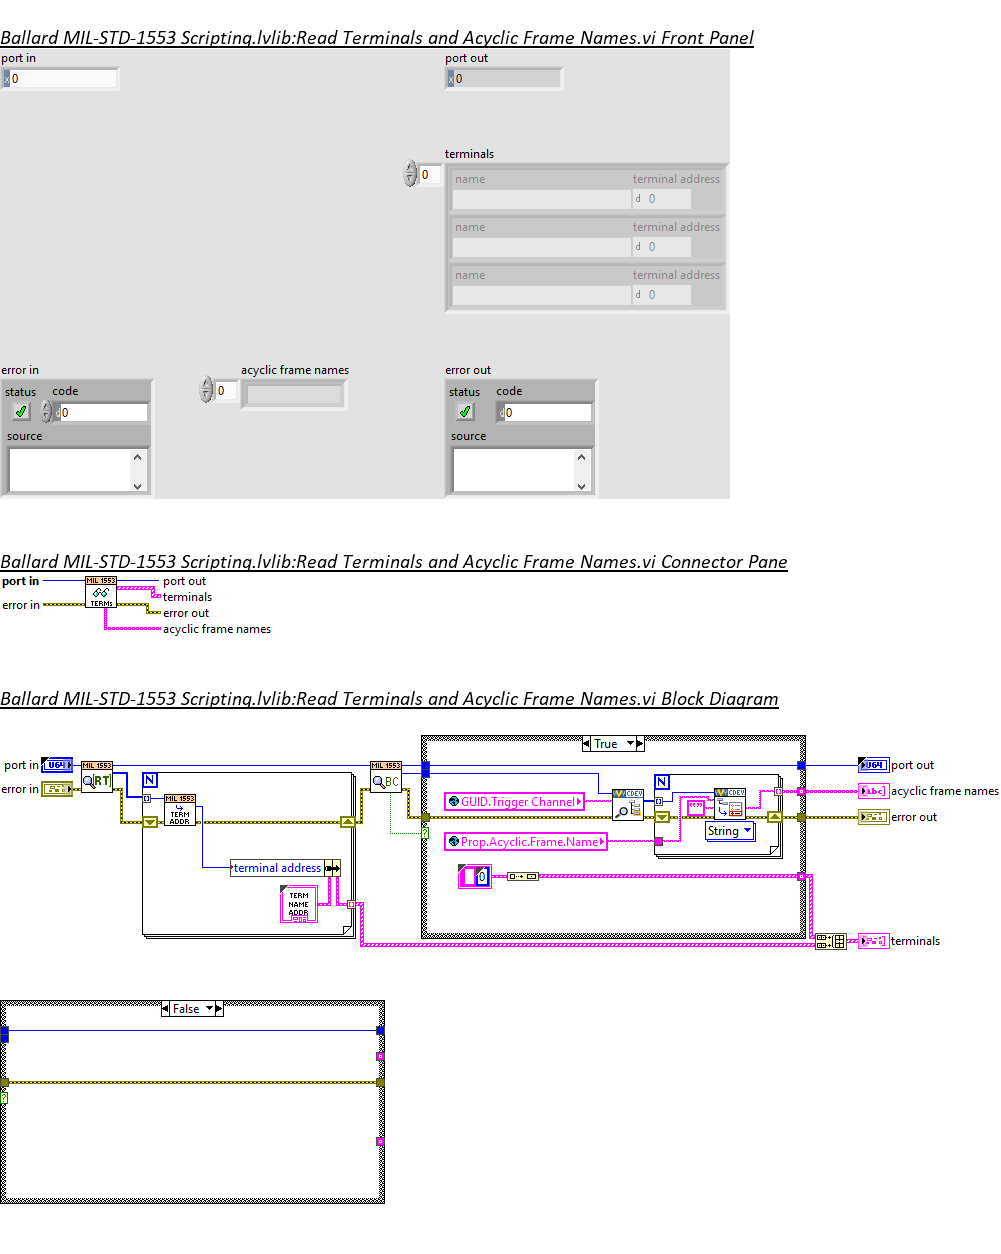 Ballard MIL-STD-1553 Scripting.lvlib:Read Terminals and Acyclic Frame Names.vi Front Panel
port in
port out
x 0
x 0
terminals
0
name terminal address
d 0
name terminal address
d 0
name terminal address
d 0
error in
acyclic frame names
error out
status code
0
status code
d 0
d 0
source
source
Ballard MIL-STD-1553 Scripting.lvlib:Read Terminals and Acyclic Frame Names.vi Connector Pane
port in
MIL 1553
port out
terminals
error in
TERMs
error out
acyclic frame names
Ballard MIL-STD-1553 Scripting.lvlib:Read Terminals and Acyclic Frame Names.vi Block Diagram
True
port in U64
MIL 1553
MIL 1553
U64 port out
error in
[RT]
N
BC
N
abc acyclic frame names
MIL 1553
TERM
ADDR
GUID.Trigger Channel
CDEV
CDEV
error out
String
Prop.Acyclic.Frame.Name
terminal address
0
TERM
NAME
ADDR
terminals
False